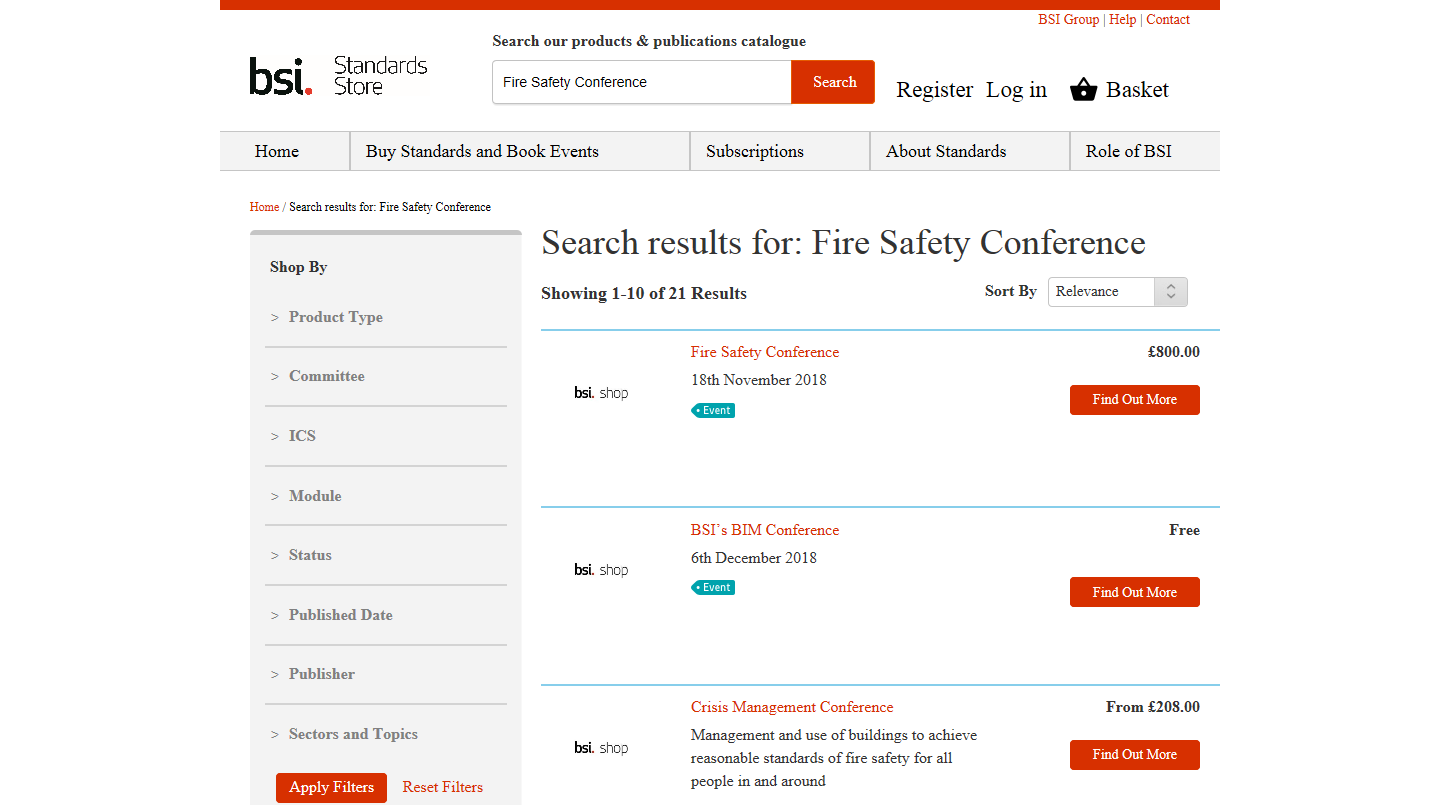 BSI Group | Help | Contact
Search our products & publications catalogue
bsi. Standards Store
Fire Safety Conference
Search
Register Log in Basket
Home
Buy Standards and Book Events
Subscriptions
About Standards
Role of BSI
Home / Search results for: Fire Safety Conference
Shop By
> Product Type
> Committee
> ICS
> Module
> Status
> Published Date
> Publisher
> Sectors and Topics
Apply Filters
Reset Filters
Search results for: Fire Safety Conference
Showing 1-10 of 21 Results
Sort By
Relevance
bsi. shop
Fire Safety Conference
£800.00
18th November 2018
Event
Find Out More
bsi. shop
BSI’s BIM Conference
Free
6th December 2018
Event
Find Out More
bsi. shop
Crisis Management Conference
From £208.00
Management and use of buildings to achieve
reasonable standards of fire safety for all
people in and around
Find Out More